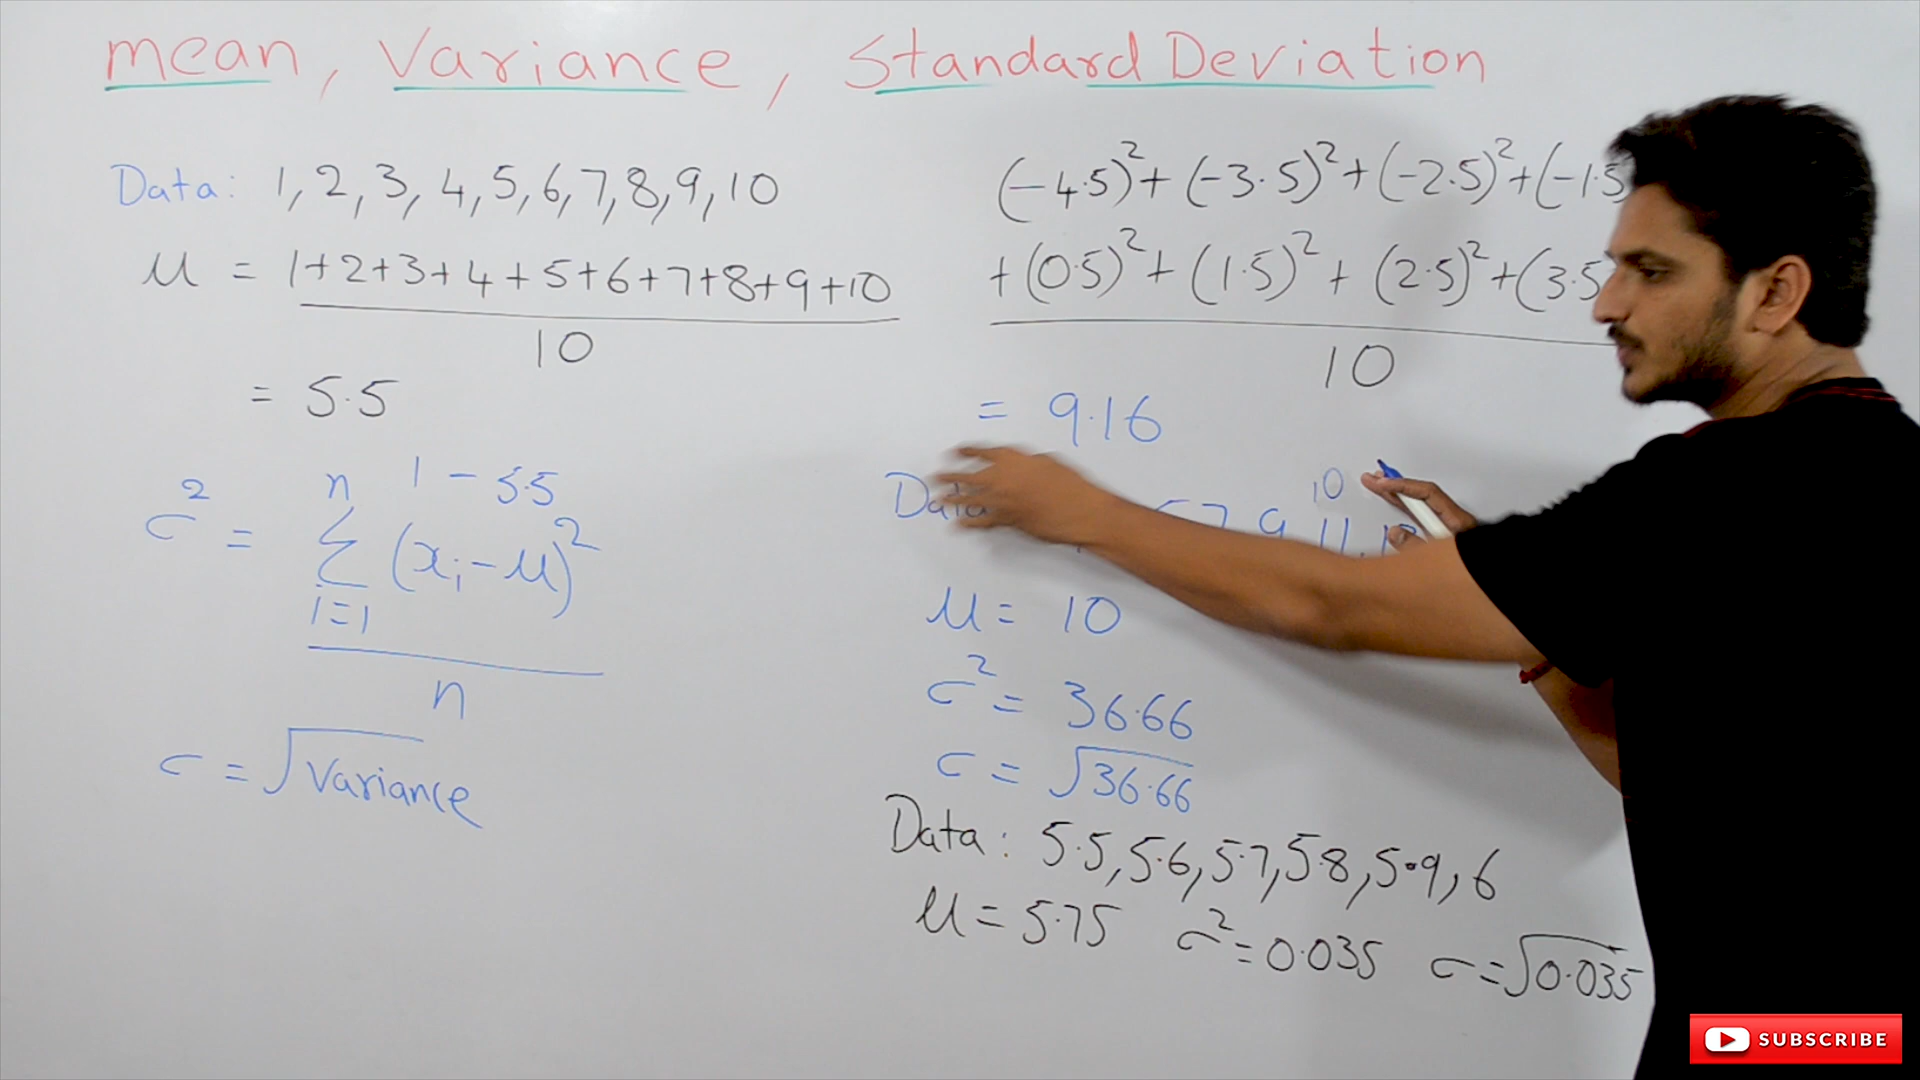 mean, Variance, Standard Deviation
Data: 1, 2, 3, 4, 5, 6, 7, 8, 9, 10
μ = 1+2+3+4+5+6+7+8+9+10
10
= 5.5
σ² = n 1 - 5.5
Σ (xi-μ)²
i=1
n
σ = √Variance
(-4.5)²+(-3.5)²+(-2.5)²+(-1.5
+(0.5)²+(1.5)²+(2.5)²+(3.5
10
= 9.16
10
Data 7, 9, 11, 
μ = 10
σ² = 36.66
σ = √36.66
Data: 5.5, 5.6, 5.7, 5.8, 5.9, 6
μ = 5.75 σ²=0.035 σ=√0.035
SUBSCRIBE